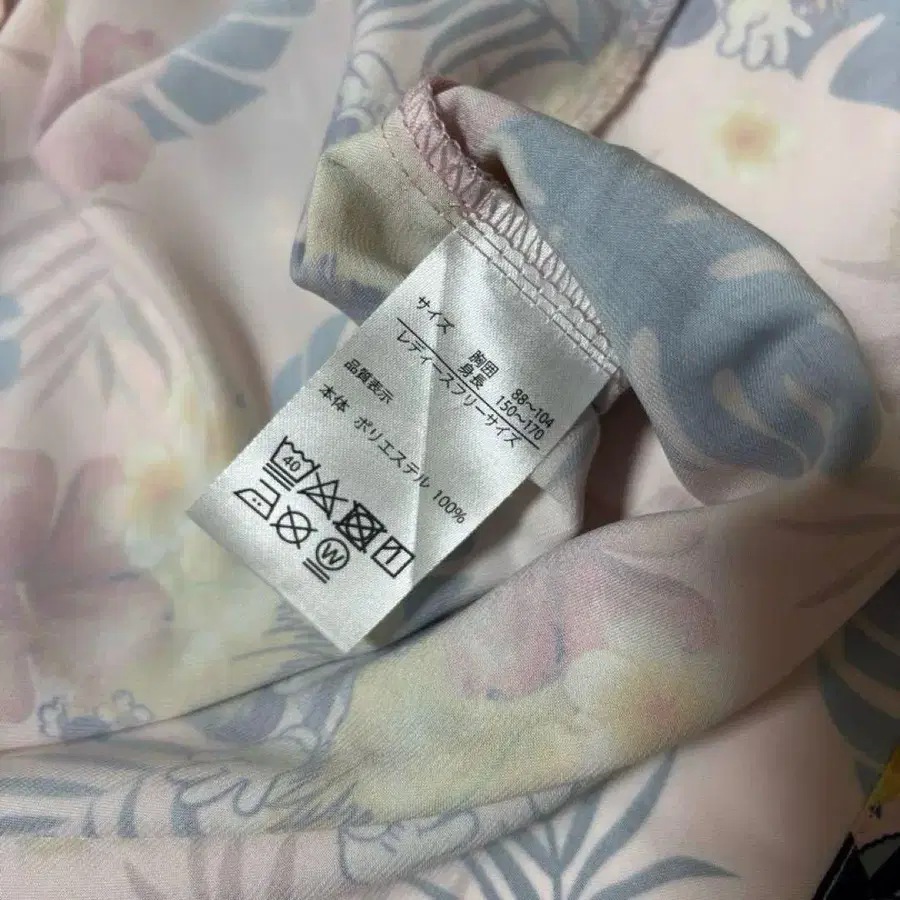 サイズ
胸囲 88~104
身長 150~170
レディースフリーサイズ
品質表示
本体 ポリエステル 100%
40
W